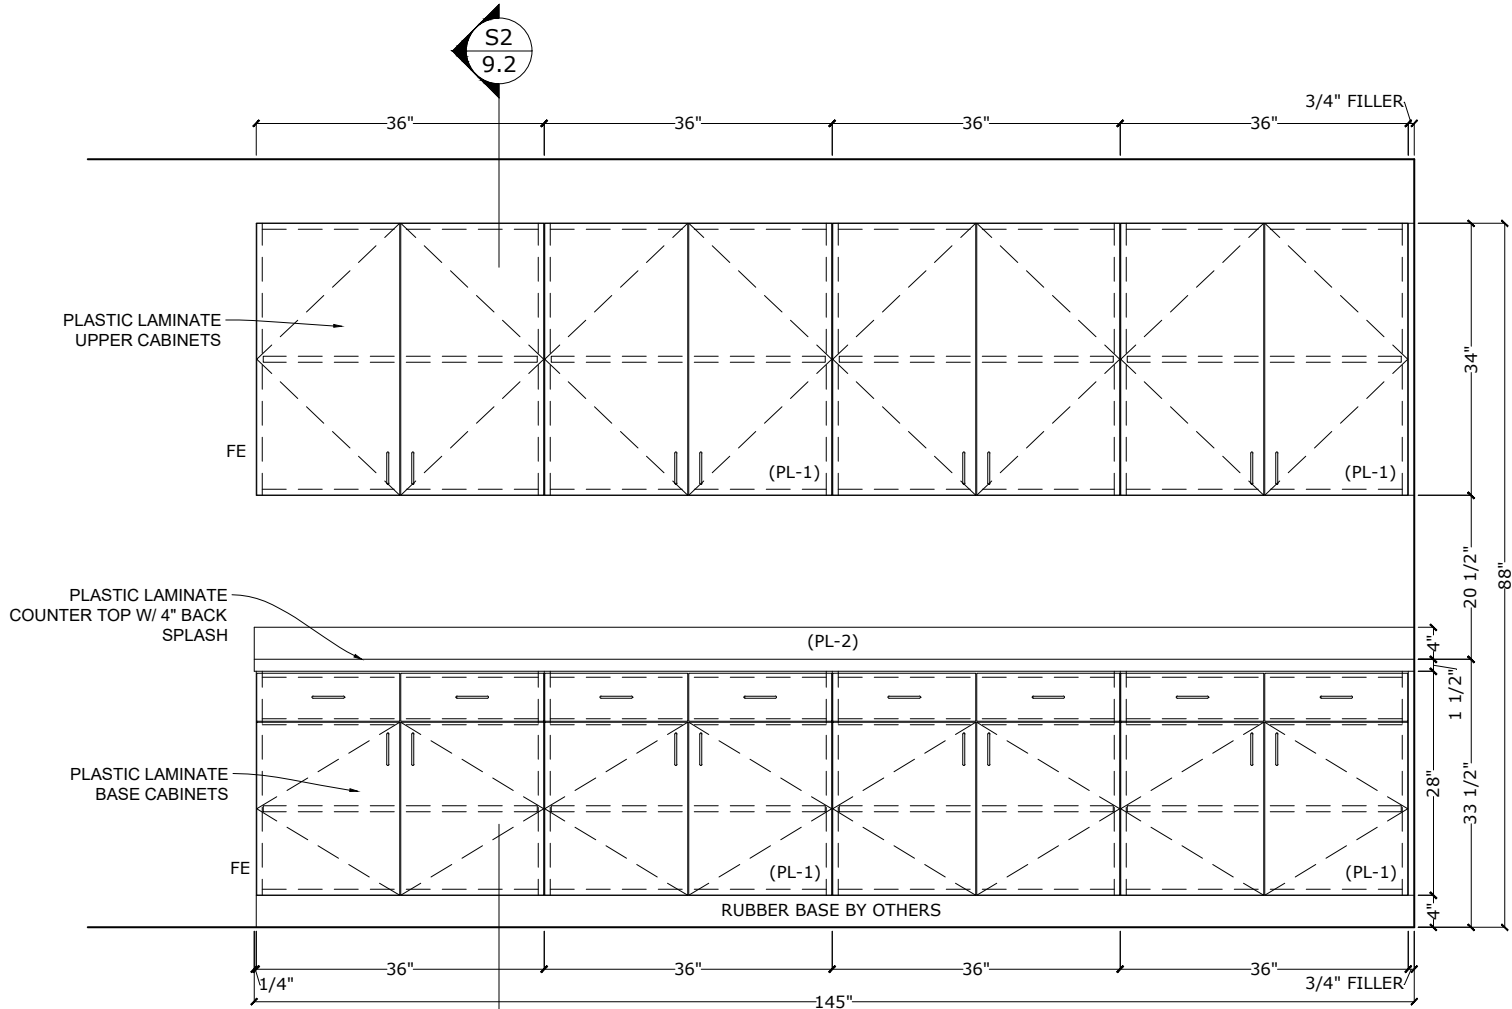 S2
9.2
3/4" FILLER
36"
36"
36"
36"
PLASTIC LAMINATE
UPPER CABINETS
34"
FE
(PL-1)
(PL-1)
20 1/2"
88"
PLASTIC LAMINATE
COUNTER TOP W/ 4" BACK
SPLASH
(PL-2)
4"
1 1/2"
PLASTIC LAMINATE
BASE CABINETS
28"
33 1/2"
FE
(PL-1)
(PL-1)
RUBBER BASE BY OTHERS
4"
36"
36"
36"
36"
1/4"
3/4" FILLER
145"